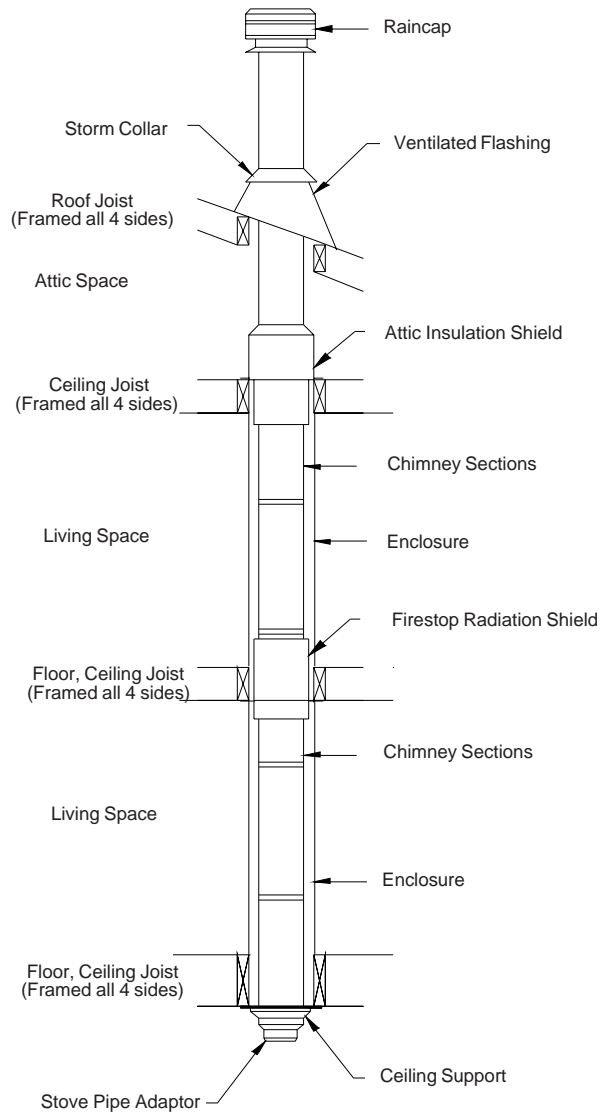 Raincap
Storm Collar
Ventilated Flashing
Roof Joist
(Framed all 4 sides)
Attic Space
Attic Insulation Shield
Ceiling Joist
(Framed all 4 sides)
Chimney Sections
Living Space
Enclosure
Firestop Radiation Shield
Floor, Ceiling Joist
(Framed all 4 sides)
Chimney Sections
Living Space
Enclosure
Floor, Ceiling Joist
(Framed all 4 sides)
Ceiling Support
Stove Pipe Adaptor